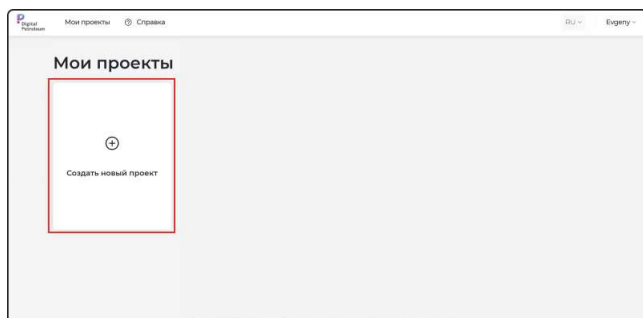 Digital
Petroleum
Мои проекты
Справка
RU
Evgeny
Мои проекты
Создать новый проект